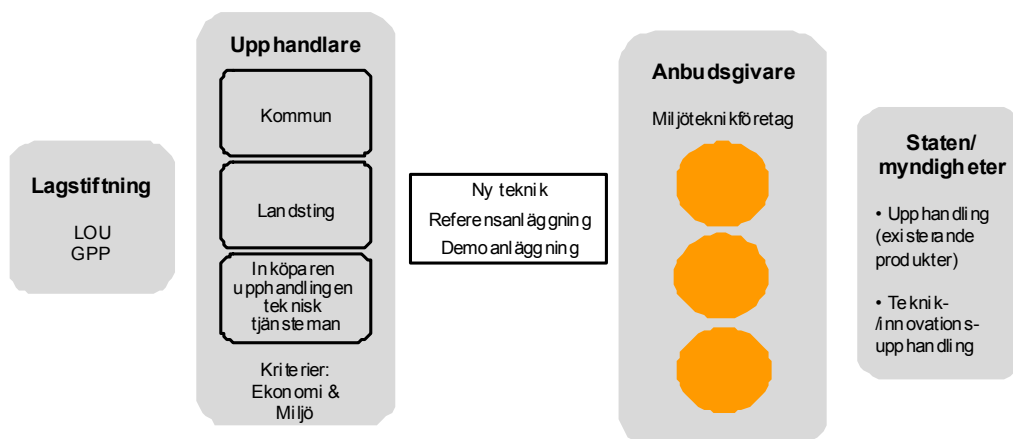 Lagstiftning
LOU
GPP
Upphandlare
Kommun
Landsting
Inköparen
upphandlingen
teknisk
tjänsteman
Kriterier:
Ekonomi &
Miljö
Ny teknik
Referensanläggning
Demoanläggning
Anbudsgivare
Miljöteknikföretag
Staten/
myndigheter
• Upphandling
(existerande
produkter)
• Teknik-
/innovations-
upphandling